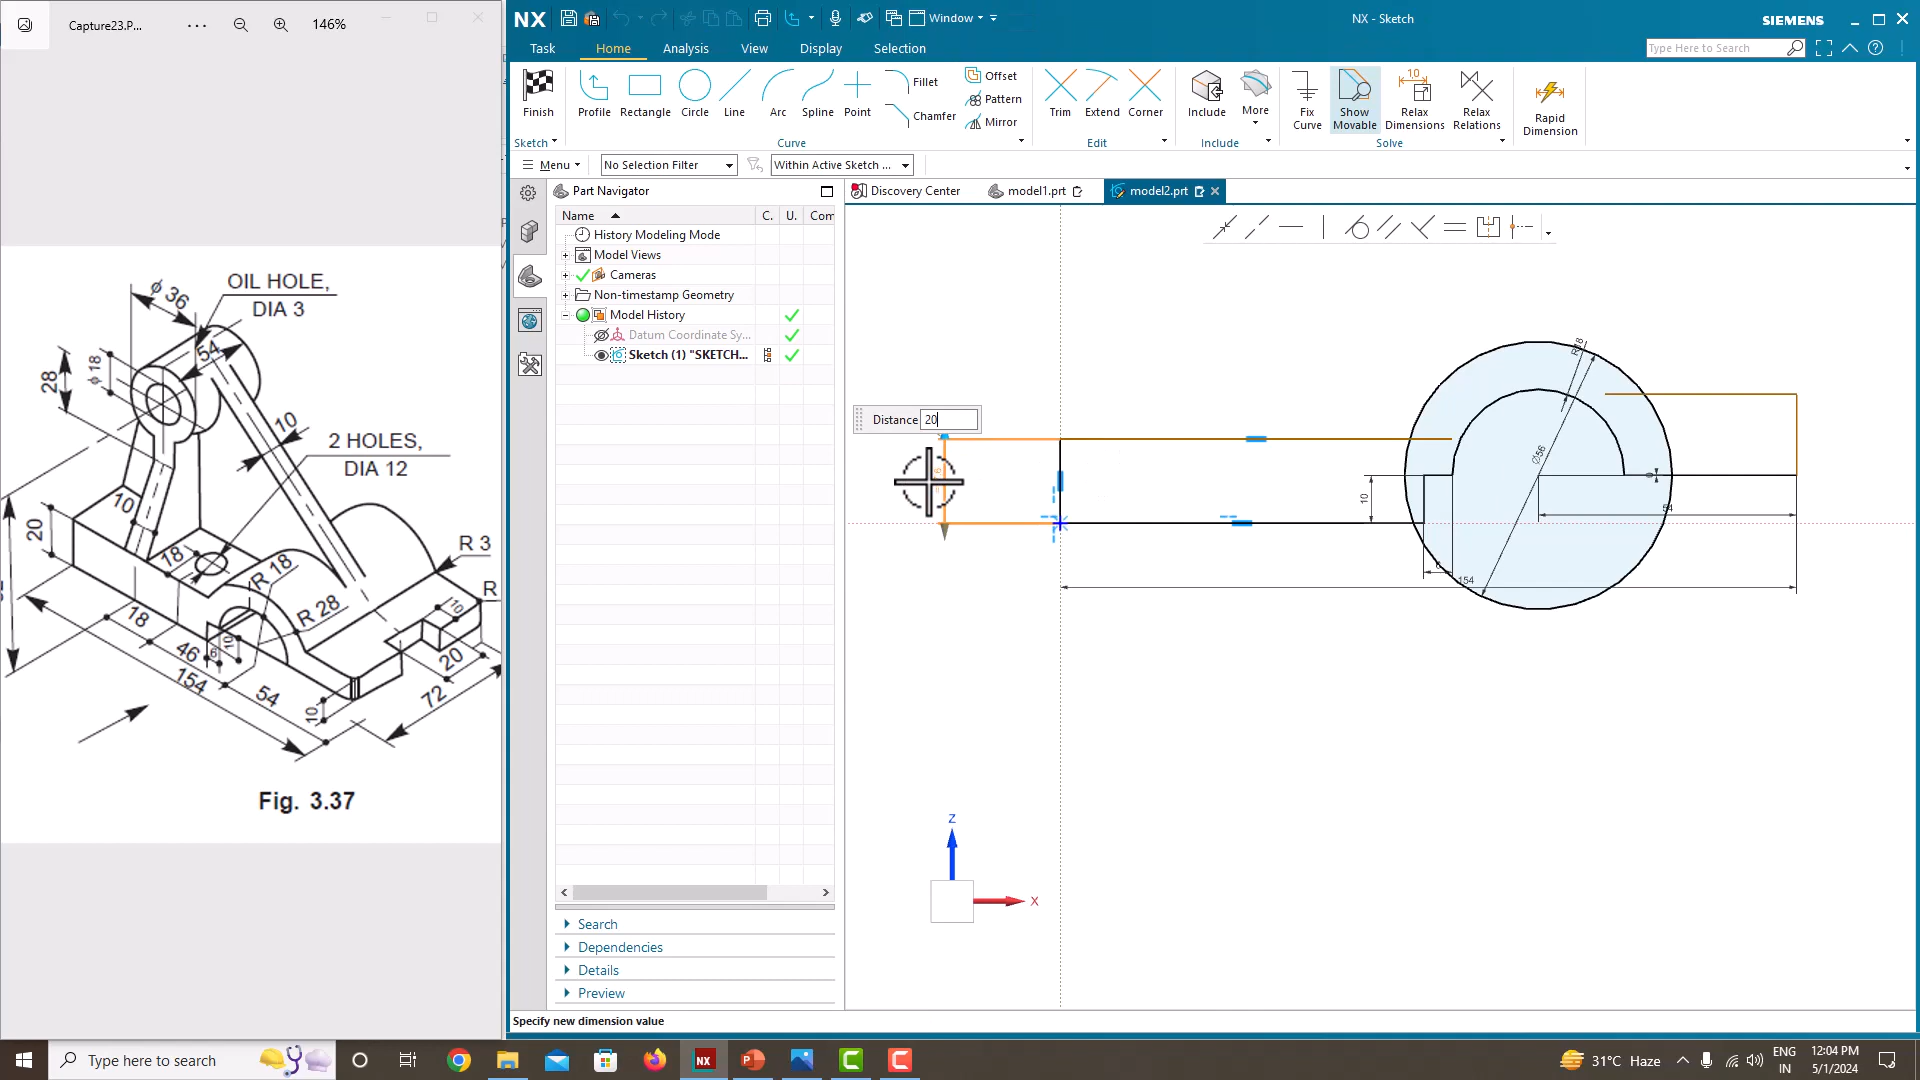 Capture23.P...
146%
NX
Window
NX - Sketch
SIEMENS
Task
Home
Analysis
View
Display
Selection
Type Here to Search
Finish
Profile
Rectangle
Circle
Line
Arc
Spline
Point
Fillet
Chamfer
Offset
Pattern
Mirror
Trim
Extend
Corner
Include
More
Fix Curve
Show Movable
Relax Dimensions
Relax Relations
Rapid Dimension
Sketch
Curve
Edit
Include
Solve
Menu
No Selection Filter
Within Active Sketch ...
Part Navigator
Discovery Center
model1.prt
model2.prt
Name
C.
U.
Com
History Modeling Mode
Model Views
Cameras
Non-timestamp Geometry
Model History
Datum Coordinate Sy...
Sketch (1) "SKETCH...
Search
Dependencies
Details
Preview
Distance 20
R18
Ø56
10
6
54
154
Z
X
OIL HOLE,
DIA 3
ϕ 36
54
28
ϕ 18
10
2 HOLES,
DIA 12
10
20
18
R 18
R 28
R 3
R
10
18
46
6
10
154
54
10
20
72
Fig. 3.37
Specify new dimension value
Type here to search
31°C Haze
ENG
IN
12:04 PM
5/1/2024